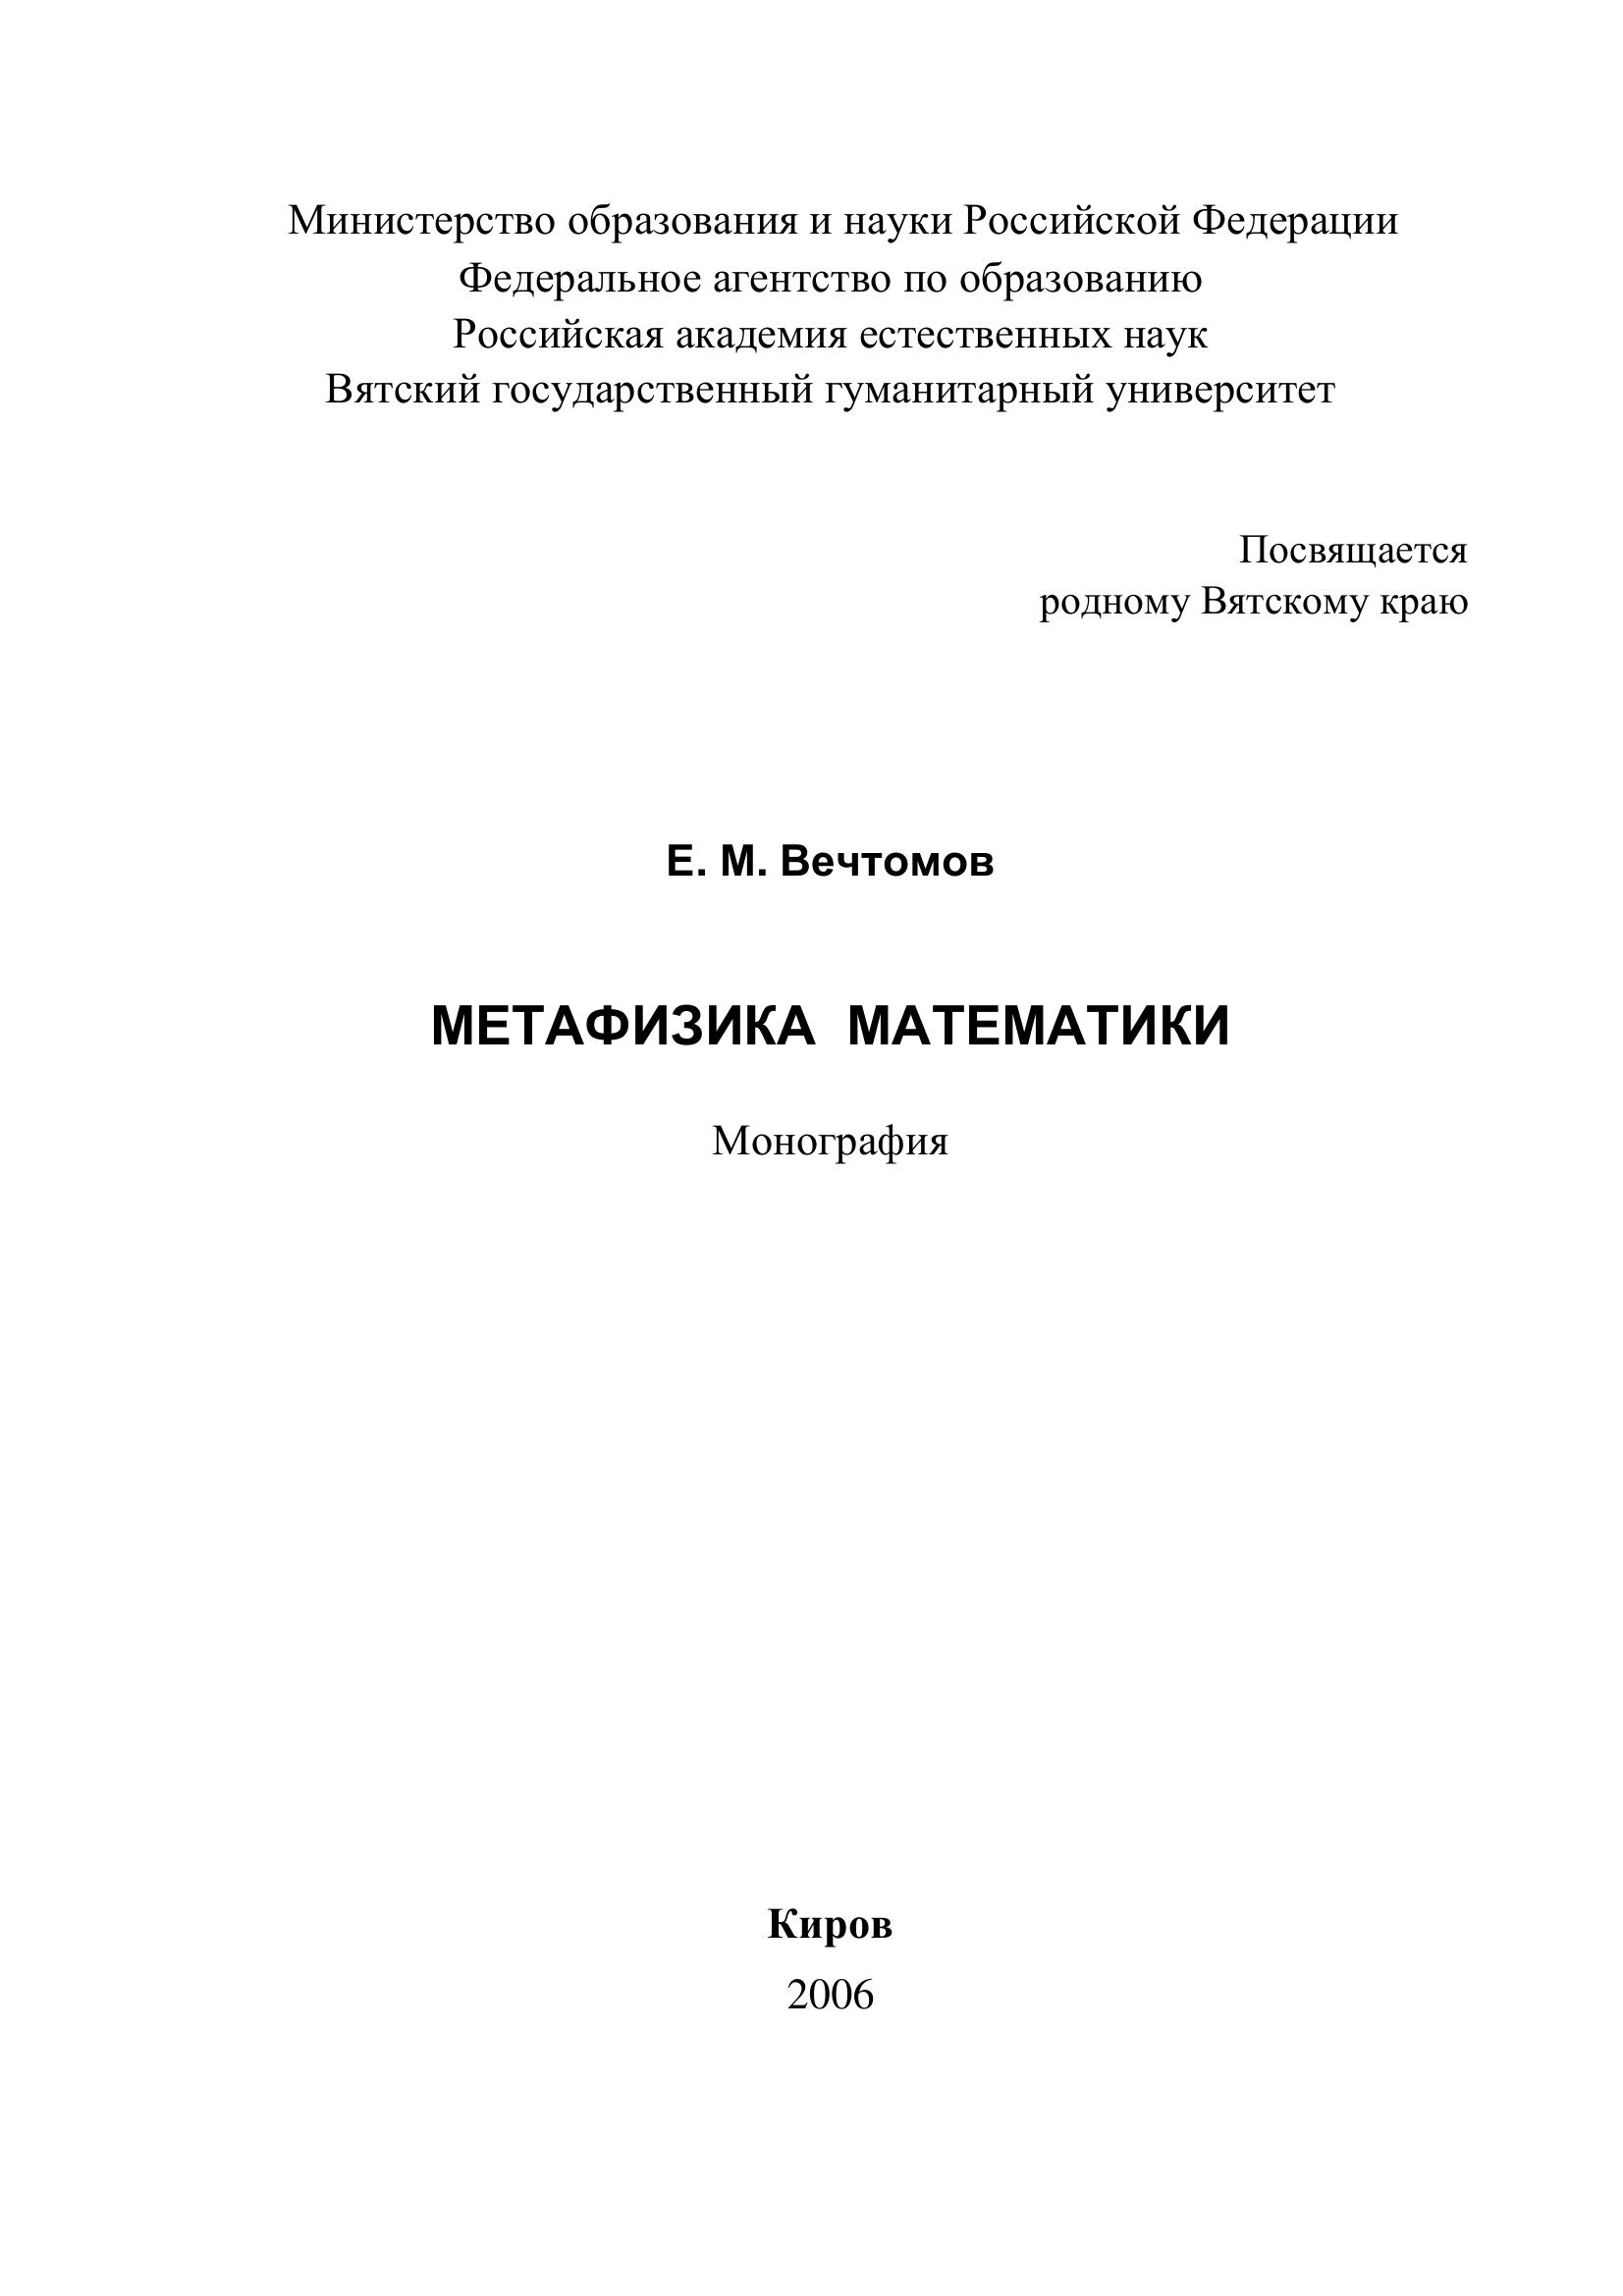 Министерство образования и науки Российской Федерации
Федеральное агентство по образованию
Российская академия естественных наук
Вятский государственный гуманитарный университет
Посвящается
родному Вятскому краю
Е. М. Вечтомов
МЕТАФИЗИКА МАТЕМАТИКИ
Монография
Киров
2006